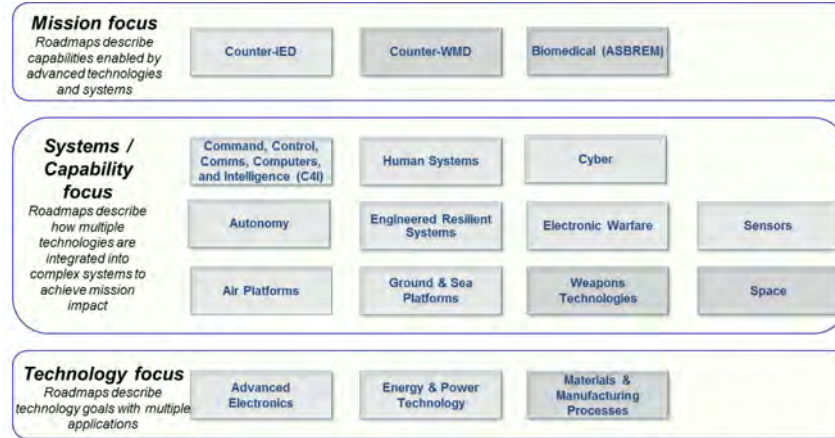 Mission focus
Roadmaps describe
capabilities enabled by
advanced technologies
and systems
Counter-IED
Counter-WMD
Biomedical (ASBREM)
Systems /
Capability
focus
Roadmaps describe
how multiple
technologies are
integrated into
complex systems to
achieve mission
impact
Command, Control,
Comms, Computers,
and Intelligence (C4I)
Human Systems
Cyber
Autonomy
Engineered Resilient
Systems
Electronic Warfare
Sensors
Air Platforms
Ground & Sea
Platforms
Weapons
Technologies
Space
Technology focus
Roadmaps describe
technology goals with multiple
applications
Advanced
Electronics
Energy & Power
Technology
Materials &
Manufacturing
Processes